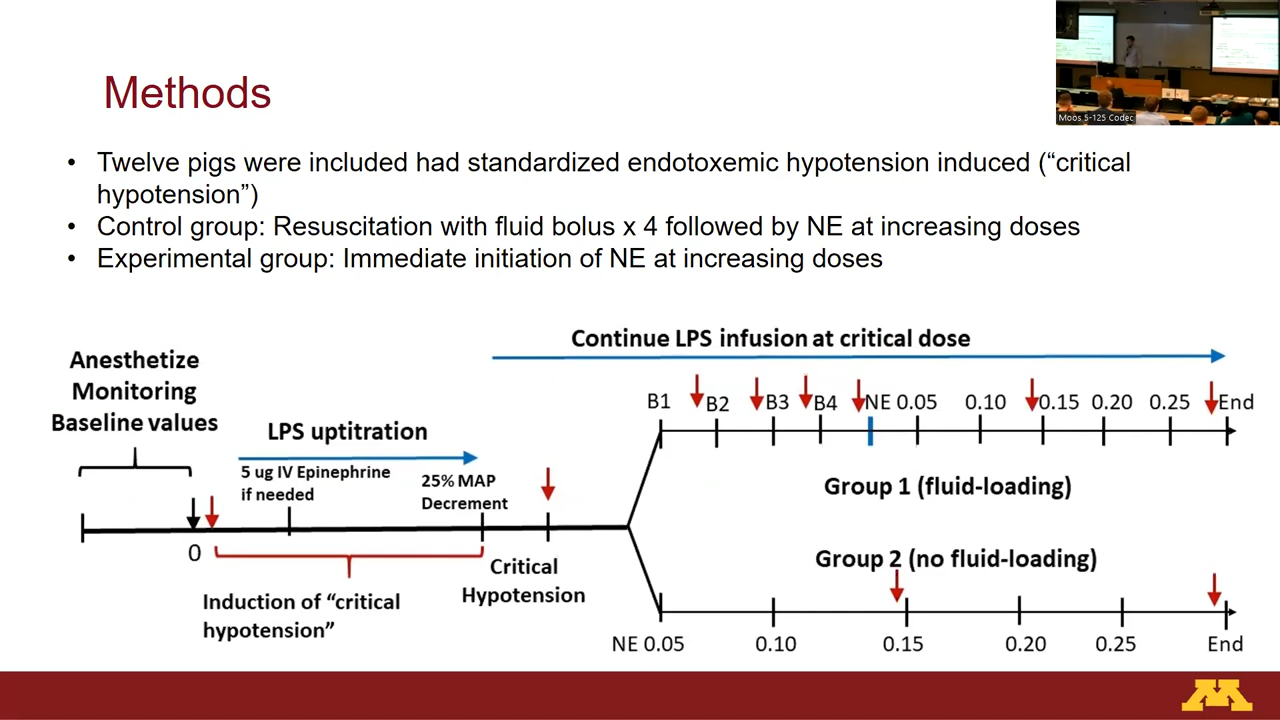 Moos 5-125 Codec
Methods
• Twelve pigs were included had standardized endotoxemic hypotension induced (“critical
hypotension”)
• Control group: Resuscitation with fluid bolus x 4 followed by NE at increasing doses
• Experimental group: Immediate initiation of NE at increasing doses
Continue LPS infusion at critical dose
Anesthetize
Monitoring
Baseline values
LPS uptitration
5 ug IV Epinephrine
if needed
25% MAP
Decrement
0
Induction of “critical
hypotension”
Critical
Hypotension
B1 B2 B3 B4 NE 0.05 0.10 0.15 0.20 0.25 End
Group 1 (fluid-loading)
Group 2 (no fluid-loading)
NE 0.05 0.10 0.15 0.20 0.25 End
M